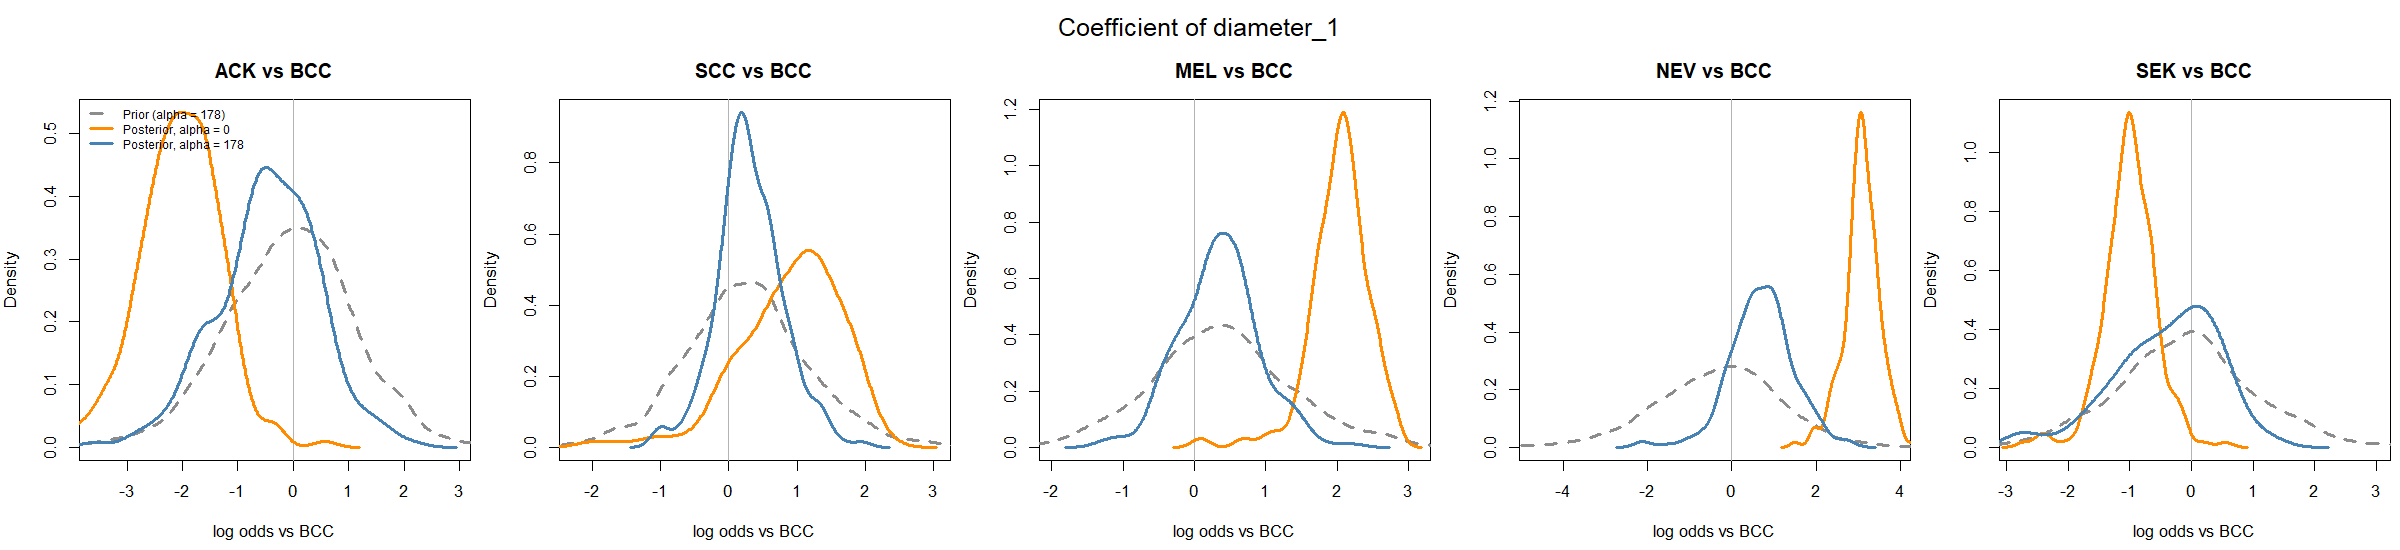 Coefficient of diameter_1
ACK vs BCC
Prior (alpha = 178)
Posterior, alpha = 0
Posterior, alpha = 178
Density
0.0 0.1 0.2 0.3 0.4 0.5
-3 -2 -1 0 1 2 3
log odds vs BCC
SCC vs BCC
Density
0.0 0.2 0.4 0.6 0.8
-2 -1 0 1 2 3
log odds vs BCC
MEL vs BCC
Density
0.0 0.2 0.4 0.6 0.8 1.0 1.2
-2 -1 0 1 2 3
log odds vs BCC
NEV vs BCC
Density
0.0 0.2 0.4 0.6 0.8 1.0 1.2
-4 -2 0 2 4
log odds vs BCC
SEK vs BCC
Density
0.0 0.2 0.4 0.6 0.8 1.0
-3 -2 -1 0 1 2 3
log odds vs BCC